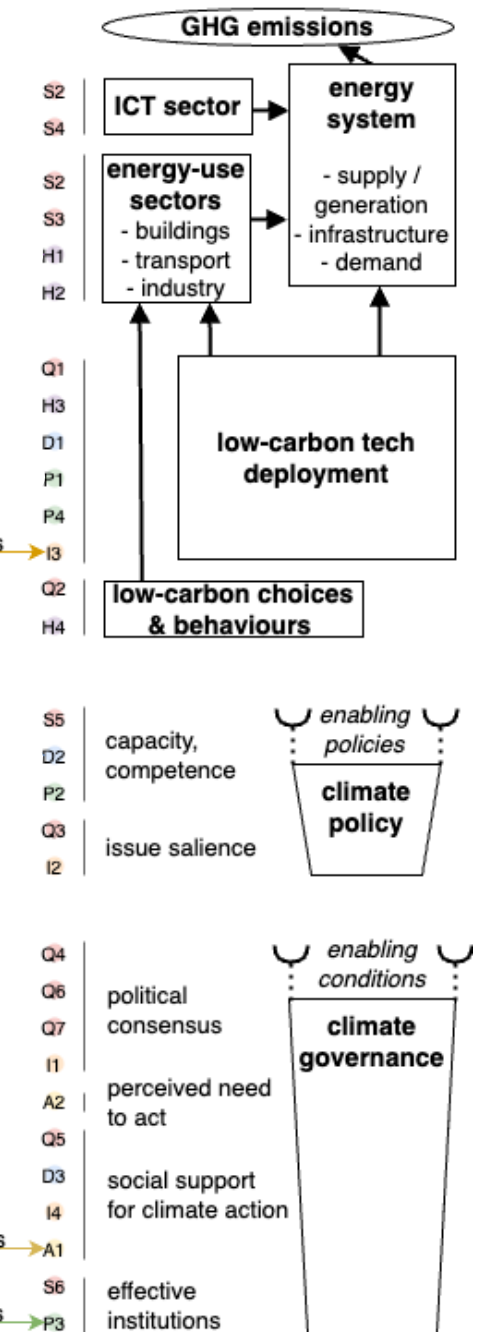 GHG emissions
S2
S4
ICT sector
energy
system
- supply /
generation
- infrastructure
- demand
S2
S3
H1
H2
energy-use
sectors
- buildings
- transport
- industry
Q1
H3
D1
P1
P4
s
I3
low-carbon tech
deployment
Q2
H4
low-carbon choices
& behaviours
S5
D2
P2
capacity,
competence
enabling
policies
climate
policy
Q3
I2
issue salience
Q4
Q6
Q7
I1
political
consensus
enabling
conditions
climate
governance
A2
perceived need
to act
Q5
D3
I4
s
A1
social support
for climate action
S6
s
P3
effective
institutions